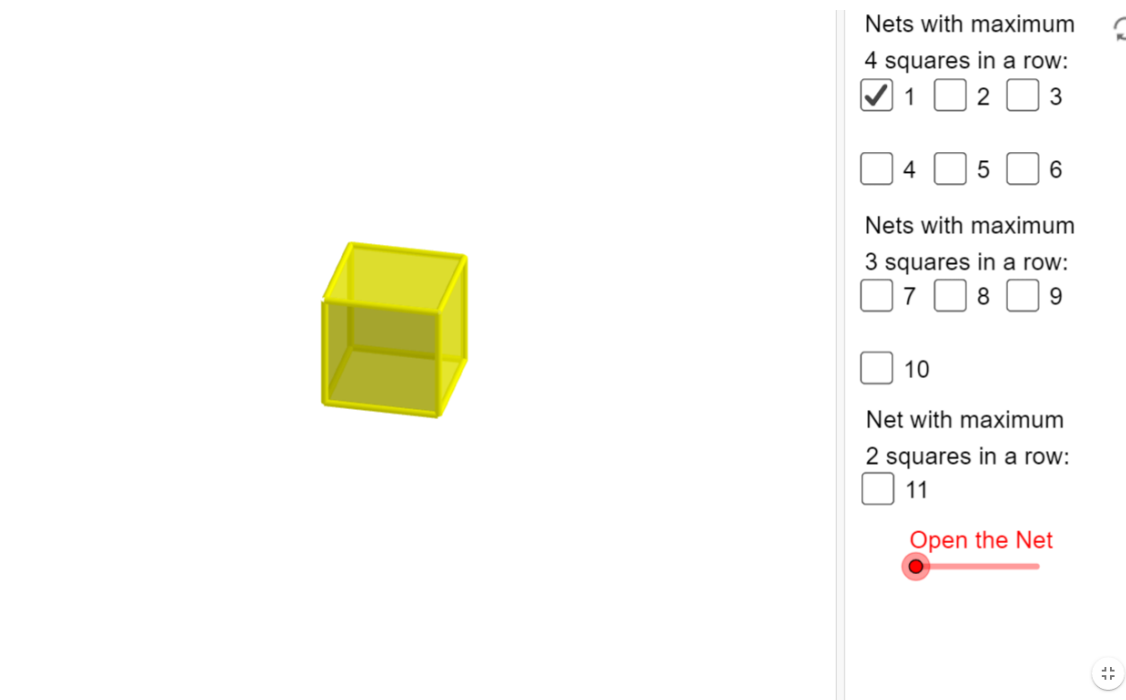 Nets with maximum
4 squares in a row:
1 2 3
4 5 6
Nets with maximum
3 squares in a row:
7 8 9
10
Net with maximum
2 squares in a row:
11
Open the Net